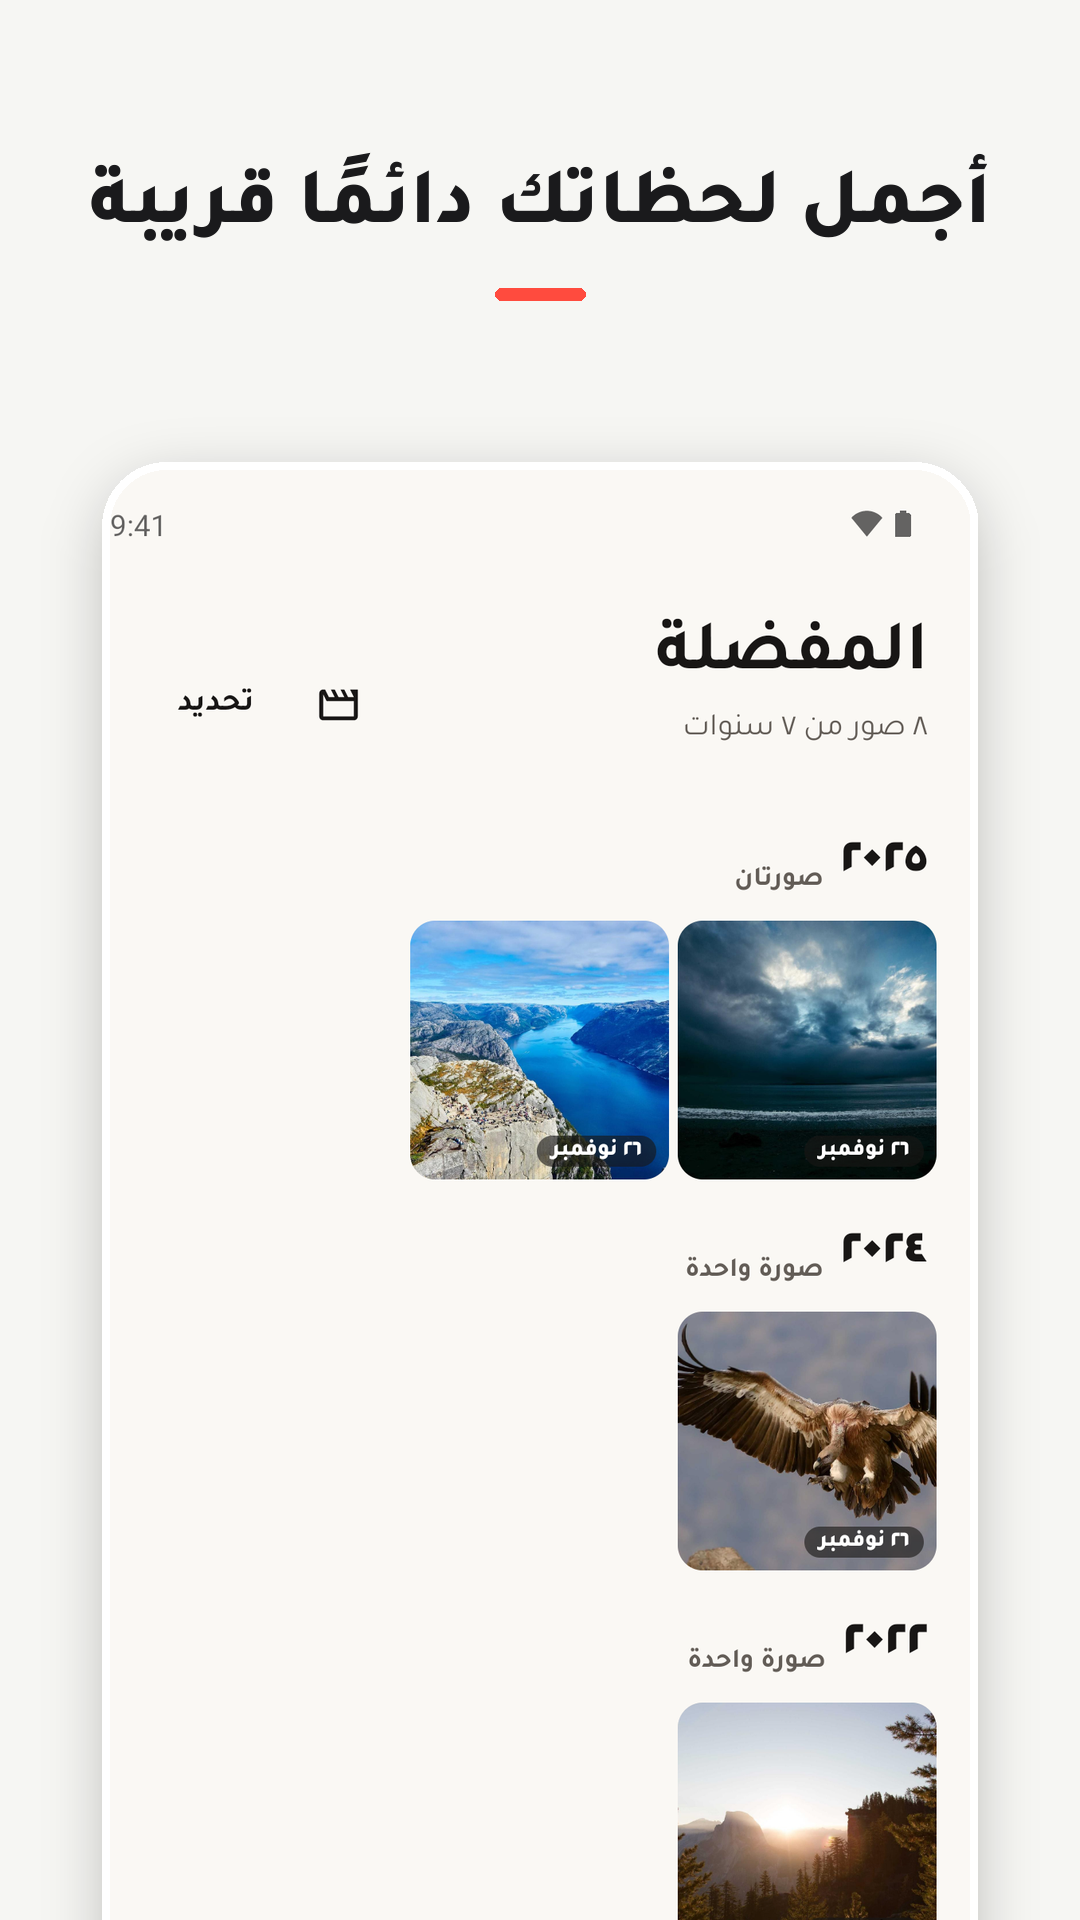 أجمل لحظاتك دائمًا قريبة
9:41
المفضلة
٨ صور من ٧ سنوات
تحديد
٢٠٢٥ صورتان
٢٦ نوفمبر
٢٦ نوفمبر
٢٠٢٤ صورة واحدة
٢٦ نوفمبر
٢٠٢٢ صورة واحدة